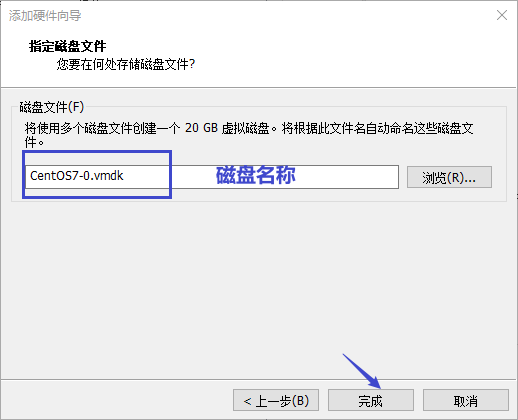 添加硬件向导
指定磁盘文件
您要在何处存储磁盘文件?
磁盘文件(F)
将使用多个磁盘文件创建一个 20 GB 虚拟磁盘。将根据此文件名自动命名这些磁盘文
件。
CentOS7-0.vmdk
磁盘名称
浏览(R)...
< 上一步(B)
完成
取消